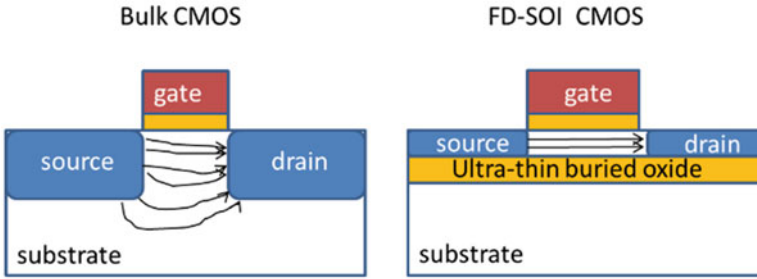 Bulk CMOS
gate
source
drain
substrate
FD-SOI CMOS
gate
source
drain
Ultra-thin buried oxide
substrate